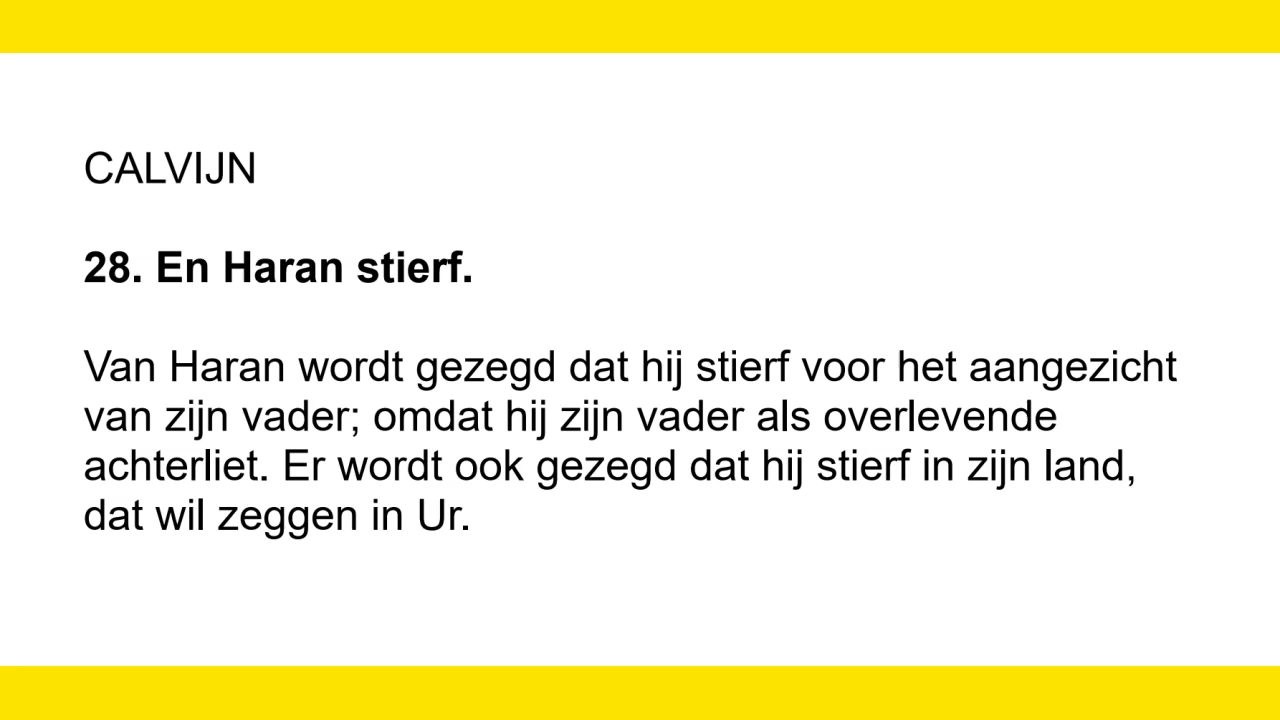 CALVIJN
28. En Haran stierf.
Van Haran wordt gezegd dat hij stierf voor het aangezicht
van zijn vader; omdat hij zijn vader als overlevende
achterliet. Er wordt ook gezegd dat hij stierf in zijn land,
dat wil zeggen in Ur.